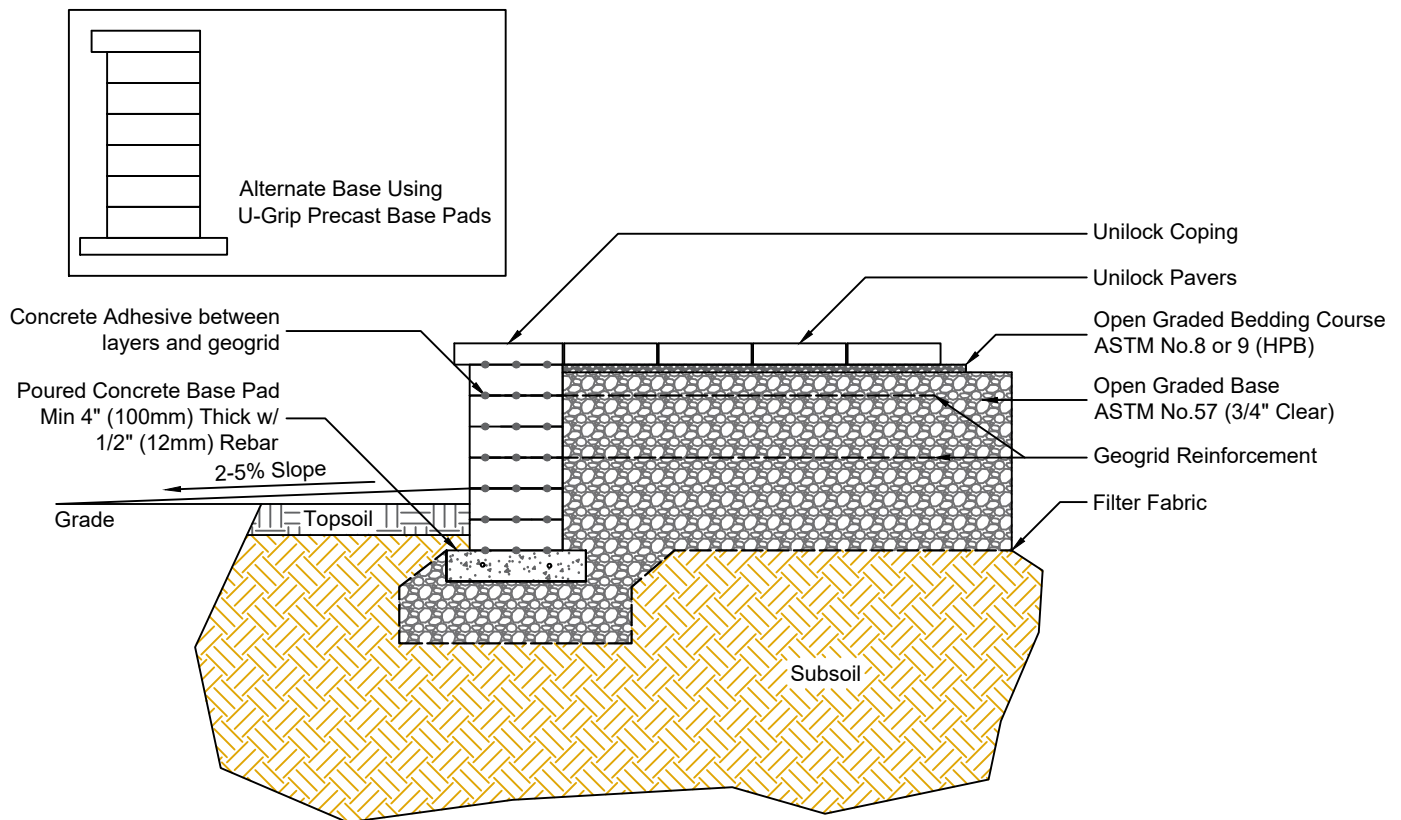 Alternate Base Using
U-Grip Precast Base Pads
Unilock Coping
Unilock Pavers
Concrete Adhesive between
layers and geogrid
Open Graded Bedding Course
ASTM No.8 or 9 (HPB)
Poured Concrete Base Pad
Min 4" (100mm) Thick w/
1/2" (12mm) Rebar
Open Graded Base
ASTM No.57 (3/4" Clear)
2-5% Slope
Geogrid Reinforcement
Grade
Topsoil
Filter Fabric
Subsoil